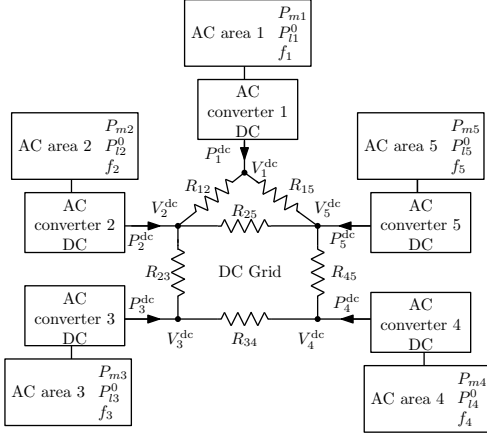 AC area 1
P_{m1}
P_{l1}^0
f_1
AC
converter 1
DC
P_1^{dc}
V_1^{dc}
AC area 2
P_{m2}
P_{l2}^0
f_2
AC area 5
P_{m5}
P_{l5}^0
f_5
R_{12}
R_{15}
AC
converter 2
DC
V_2^{dc}
P_2^{dc}
R_{25}
V_5^{dc}
P_5^{dc}
AC
converter 5
DC
R_{23}
DC Grid
R_{45}
AC
converter 3
DC
P_3^{dc}
V_3^{dc}
R_{34}
V_4^{dc}
P_4^{dc}
AC
converter 4
DC
AC area 3
P_{m3}
P_{l3}^0
f_3
AC area 4
P_{m4}
P_{l4}^0
f_4